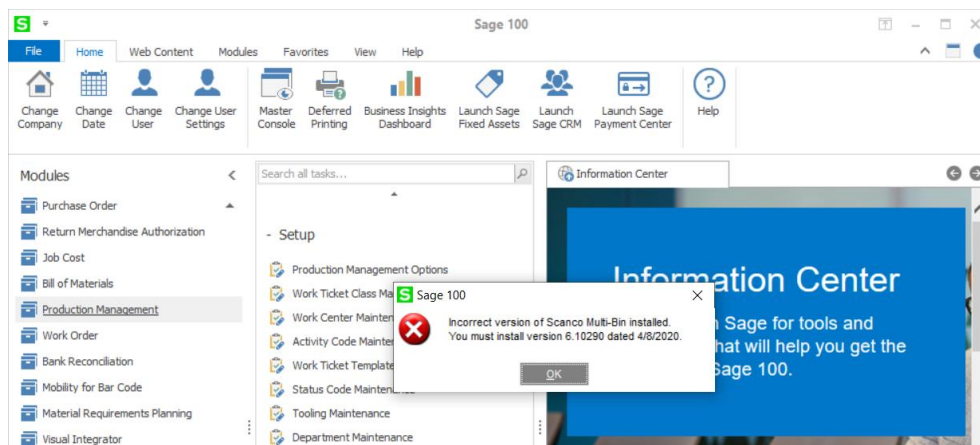 S
Sage 100
File Home Web Content Modules Favorites View Help
Change Company
Change Date
Change User
Change User Settings
Master Console
Deferred Printing
Business Insights Dashboard
Launch Sage Fixed Assets
Launch Sage CRM
Launch Sage Payment Center
Help
Modules
Purchase Order
Return Merchandise Authorization
Job Cost
Bill of Materials
Production Management
Work Order
Bank Reconciliation
Mobility for Bar Code
Material Requirements Planning
Visual Integrator
Search all tasks...
- Setup
Production Management Options
Work Ticket Class Ma
Work Center Mainten
Activity Code Mainte
Work Ticket Template
Status Code Maintenance
Tooling Maintenance
Department Maintenance
Information Center
Information Center
Sage for tools and
hat will help you get the
Sage 100.
S Sage 100
Incorrect version of Scanco Multi-Bin installed.
You must install version 6.10290 dated 4/8/2020.
OK